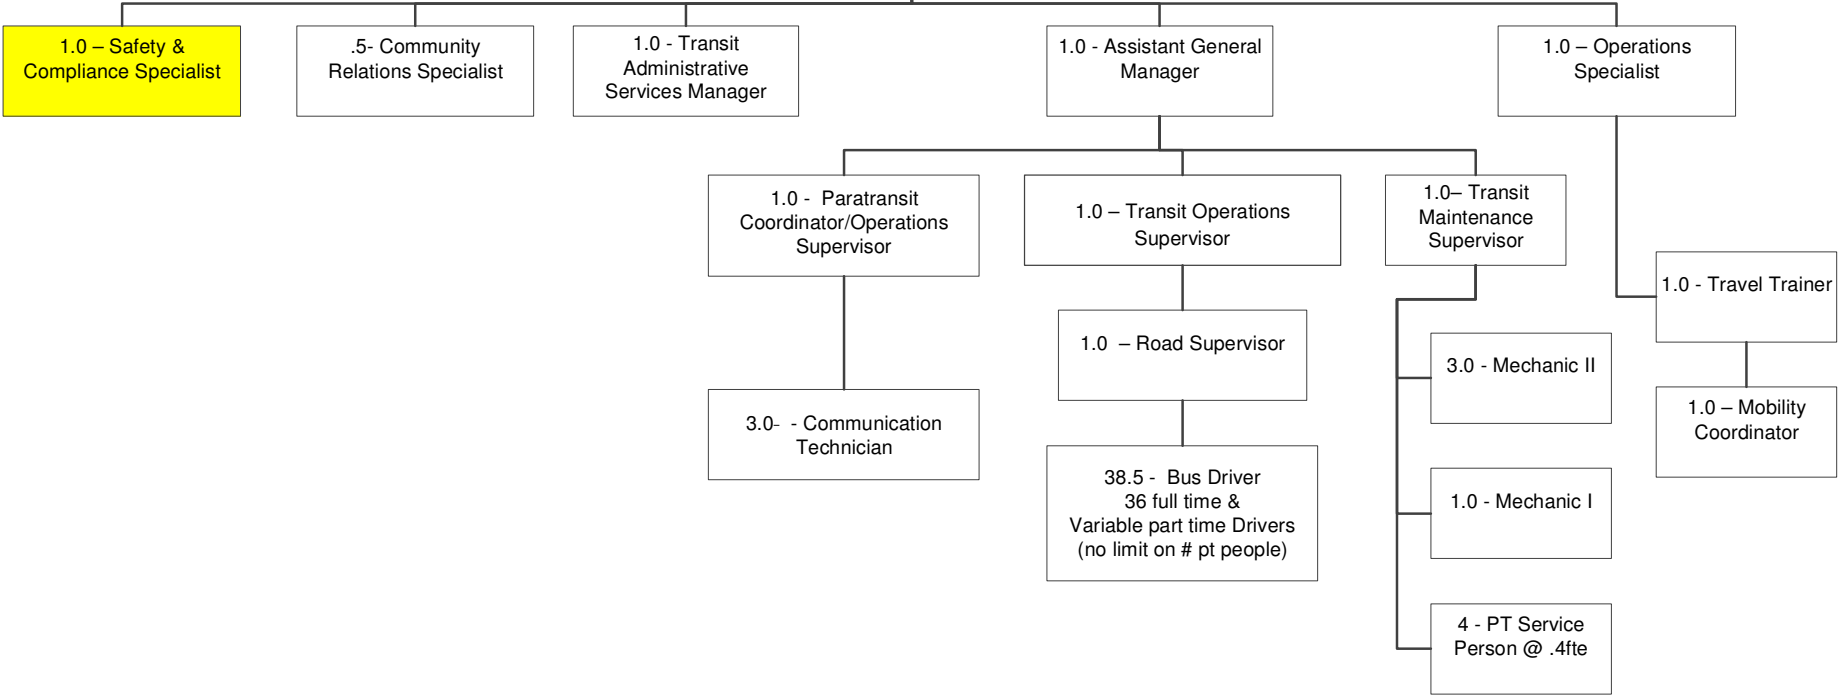 1.0 – Safety &
Compliance Specialist
.5- Community
Relations Specialist
1.0 - Transit
Administrative
Services Manager
1.0 - Assistant General
Manager
1.0 – Operations
Specialist
1.0 -  Paratransit
Coordinator/Operations
Supervisor
1.0 – Transit Operations
Supervisor
1.0– Transit
Maintenance
Supervisor
1.0 - Travel Trainer
1.0  – Road Supervisor
3.0 - Mechanic II
1.0 – Mobility
Coordinator
3.0-  - Communication
Technician
38.5 -  Bus Driver
36 full time &
Variable part time Drivers
(no limit on # pt people)
1.0 - Mechanic I
4 - PT Service
Person @ .4fte